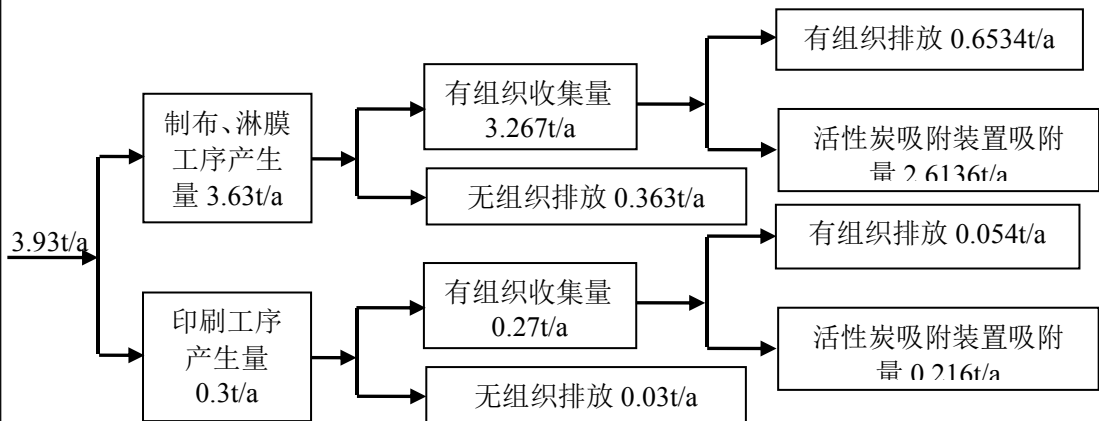 3.93t/a
制布、淋膜
工序产生
量 3.63t/a
有组织收集量
3.267t/a
无组织排放 0.363t/a
有组织排放 0.6534t/a
活性炭吸附装置吸附
量 2.6136t/a
印刷工序
产生量
0.3t/a
有组织收集量
0.27t/a
无组织排放 0.03t/a
有组织排放 0.054t/a
活性炭吸附装置吸附
量 0.216t/a